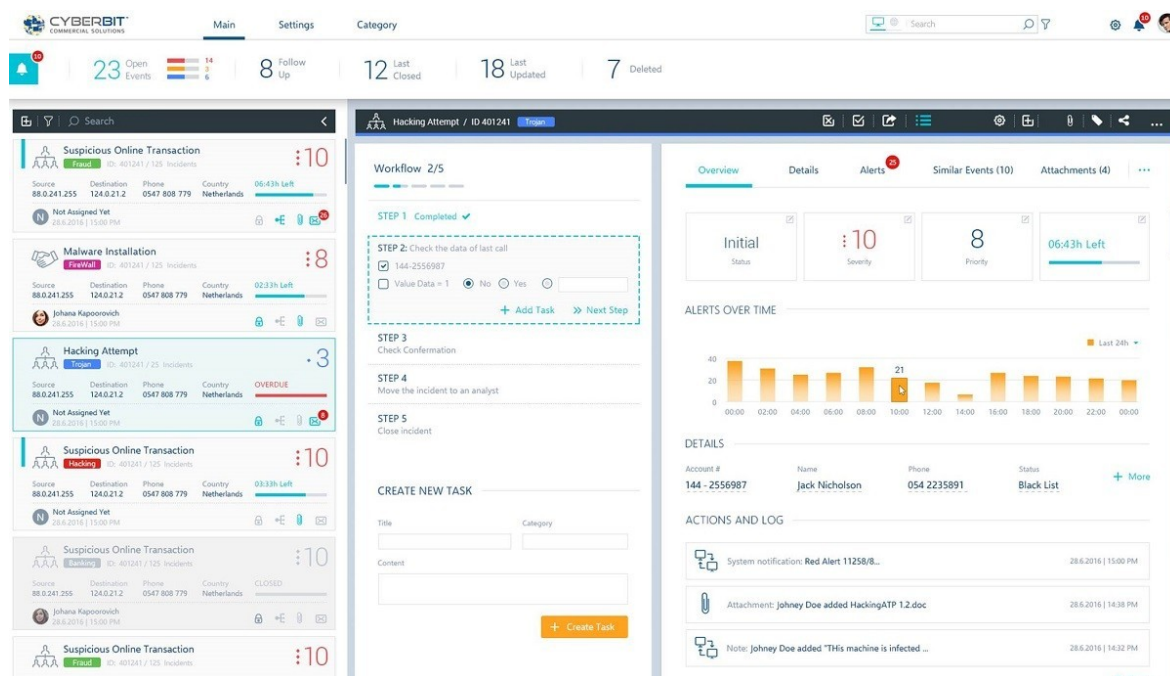 CYBERBIT
COMMERCIAL SOLUTIONS
Main
Settings
Category
Search
10
10
23 Open Events
14
3
6
8 Follow Up
12 Last Closed
18 Last Updated
7 Deleted
Search
Suspicious Online Transaction
Fraud ID: 401241 / 125 Incidents
10
Source Destination Phone Country 06:43h Left
88.0.241.255 124.0.21.2 0547 808 779 Netherlands
N Not Assigned Yet
28.6.2016 | 15:00 PM
26
Malware Installation
FireWall ID: 401241 / 125 Incidents
8
Source Destination Phone Country 02:33h Left
88.0.241.255 124.0.21.2 0547 808 779 Netherlands
Johana Kapoorovich
28.6.2016 | 15:00 PM
Hacking Attempt
Trojan ID: 401241 / 25 Incidents
3
Source Destination Phone Country OVERDUE
88.0.241.255 124.0.21.2 0547 808 779 Netherlands
N Not Assigned Yet
28.6.2016 | 15:00 PM
8
Suspicious Online Transaction
Hacking ID: 401241 / 125 Incidents
10
Source Destination Phone Country 03:33h Left
88.0.241.255 124.0.21.2 0547 808 779 Netherlands
N Not Assigned Yet
28.6.2016 | 15:00 PM
Suspicious Online Transaction
Banking ID: 401241 / 125 Incidents
10
Source Destination Phone Country CLOSED
88.0.241.255 124.0.21.2 0547 808 779 Netherlands
Johana Kapoorovich
28.6.2016 | 15:00 PM
Suspicious Online Transaction
Fraud ID: 401241 / 125 Incidents
10
Hacking Attempt / ID 401241 Trojan
Workflow 2/5
STEP 1 Completed
STEP 2: Check the data of last call
144-2556987
Value Data = 1 No Yes
+ Add Task >> Next Step
STEP 3
Check Confermation
STEP 4
Move the incident to an analyst
STEP 5
Close incident
CREATE NEW TASK
Title Category
Content
+ Create Task
Overview Details Alerts 25 Similar Events (10) Attachments (4) ...
Initial
Status
10
Severity
8
Priority
06:43h Left
ALERTS OVER TIME
Last 24h
40
20
0
21
00:00 02:00 04:00 06:00 08:00 10:00 12:00 14:00 16:00 18:00 20:00 22:00 00:00
DETAILS
Account # Name Phone Status
144 - 2556987 Jack Nicholson 054 2235891 Black List
+ More
ACTIONS AND LOG
System notification: Red Alert 11258/8... 28.6.2016 | 15:00 PM
Attachment: Johney Doe added HackingATP 1.2.doc 28.6.2016 | 14:38 PM
Note: Johney Doe added "THis machine is infected ... 28.6.2016 | 14:32 PM